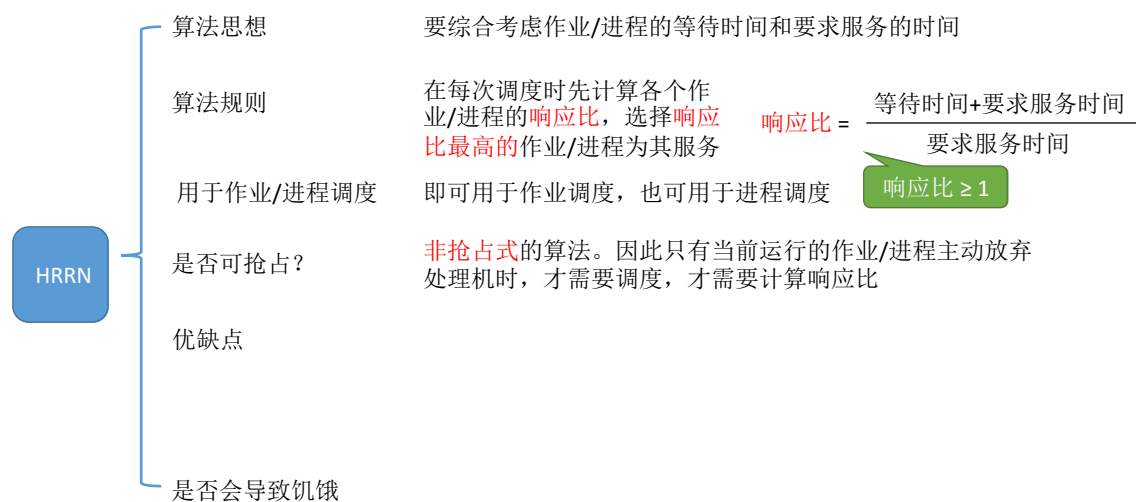 算法思想
要综合考虑作业/进程的等待时间和要求服务的时间
算法规则
在每次调度时先计算各个作
业/进程的响应比，选择响应
比最高的作业/进程为其服务
响应比 =
等待时间+要求服务时间
要求服务时间
响应比 ≥ 1
用于作业/进程调度
即可用于作业调度，也可用于进程调度
HRRN
是否可抢占？
非抢占式的算法。因此只有当前运行的作业/进程主动放弃
处理机时，才需要调度，才需要计算响应比
优缺点
是否会导致饥饿